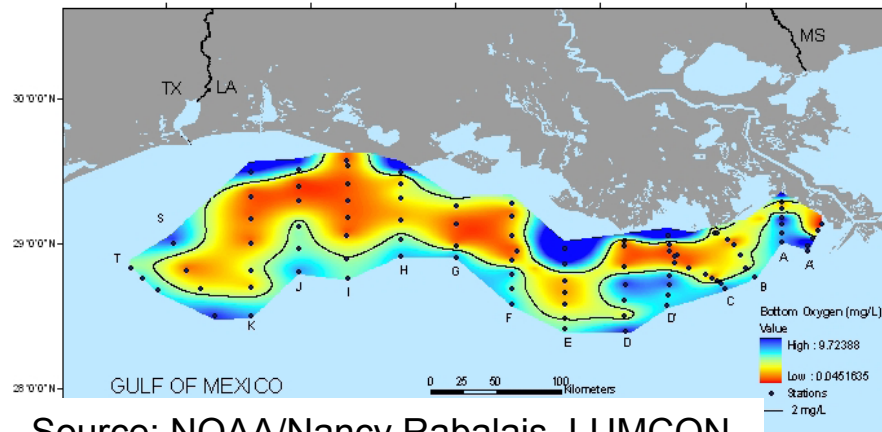 MS
TX LA
30°0'0"N
S
29°0'0"N
T
A A'
H G
J I
B
C
K
F
D'
E D
Bottom Oxygen (mg/L)
Value
High : 9.72388
Low : 0.0451635
Stations
2 mg/L
28°0'0"N
GULF OF MEXICO
0 25 50 100
Kilometers
Source: NOAA/Nancy Rabalais, LUMCON